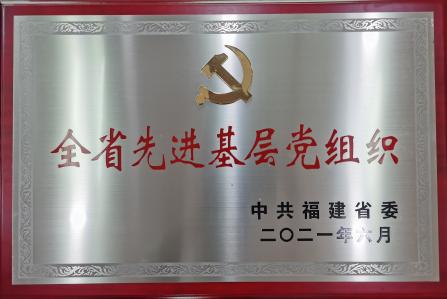 全省先进基层党组织
中共福建省委
二〇二一年六月